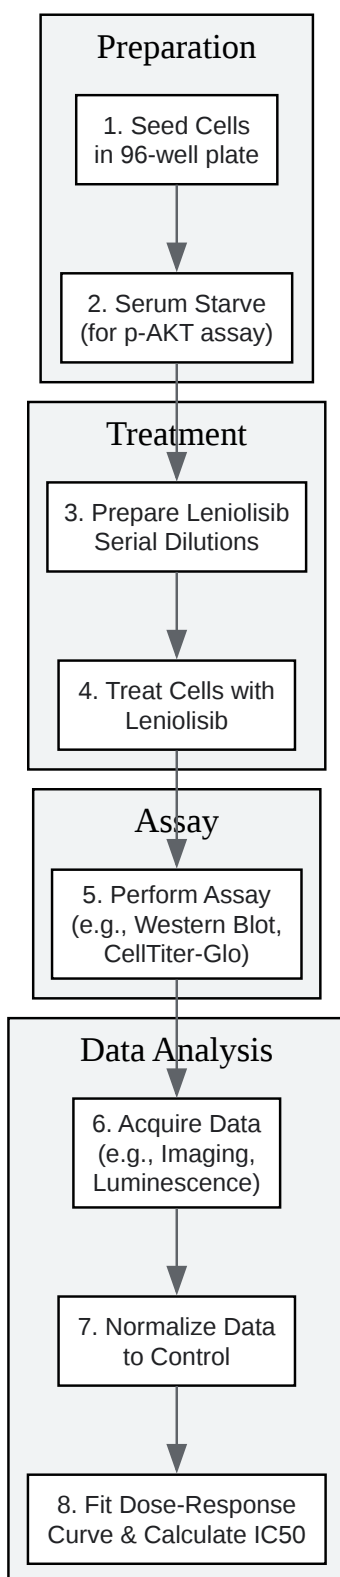 Preparation
1. Seed Cells
in 96-well plate
2. Serum Starve
(for p-AKT assay)
Treatment
3. Prepare Leniolisib
Serial Dilutions
4. Treat Cells with
Leniolisib
Assay
5. Perform Assay
(e.g., Western Blot,
CellTiter-Glo)
Data Analysis
6. Acquire Data
(e.g., Imaging,
Luminescence)
7. Normalize Data
to Control
8. Fit Dose-Response
Curve & Calculate IC50